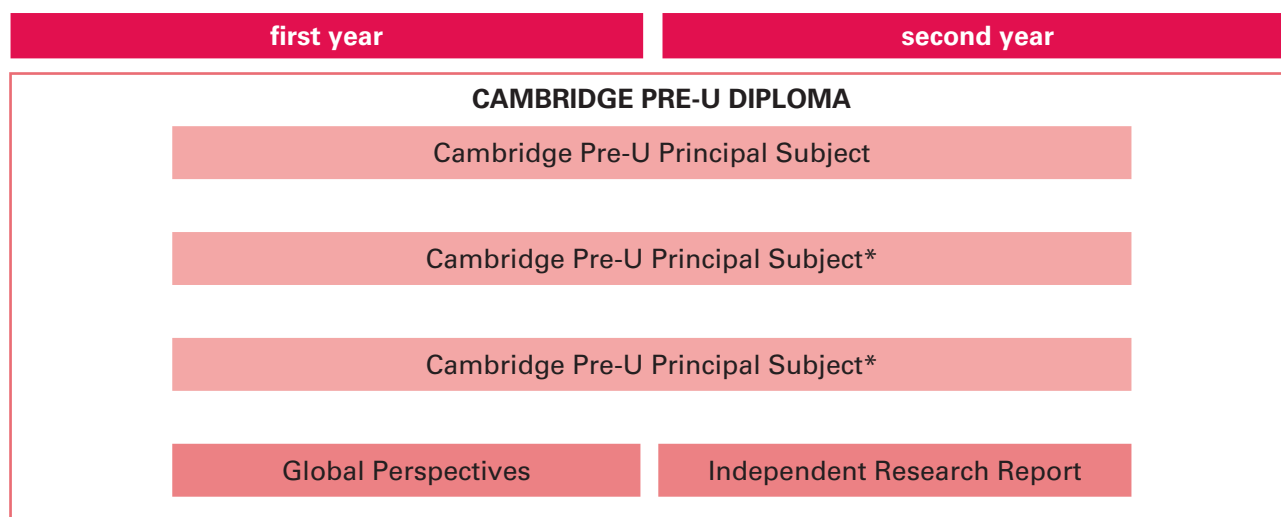 first year
second year
CAMBRIDGE PRE-U DIPLOMA
Cambridge Pre-U Principal Subject
Cambridge Pre-U Principal Subject*
Cambridge Pre-U Principal Subject*
Global Perspectives
Independent Research Report